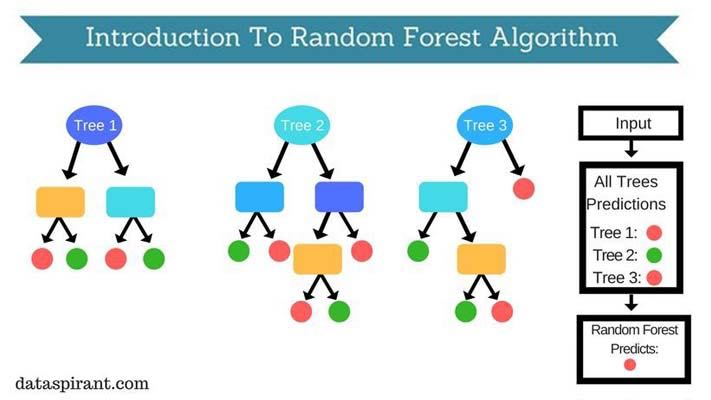 Introduction To Random Forest Algorithm
Tree 1
Tree 2
Tree 3
Input
All Trees
Predictions
Tree 1:
Tree 2:
Tree 3:
Random Forest
Predicts:
dataspirant.com